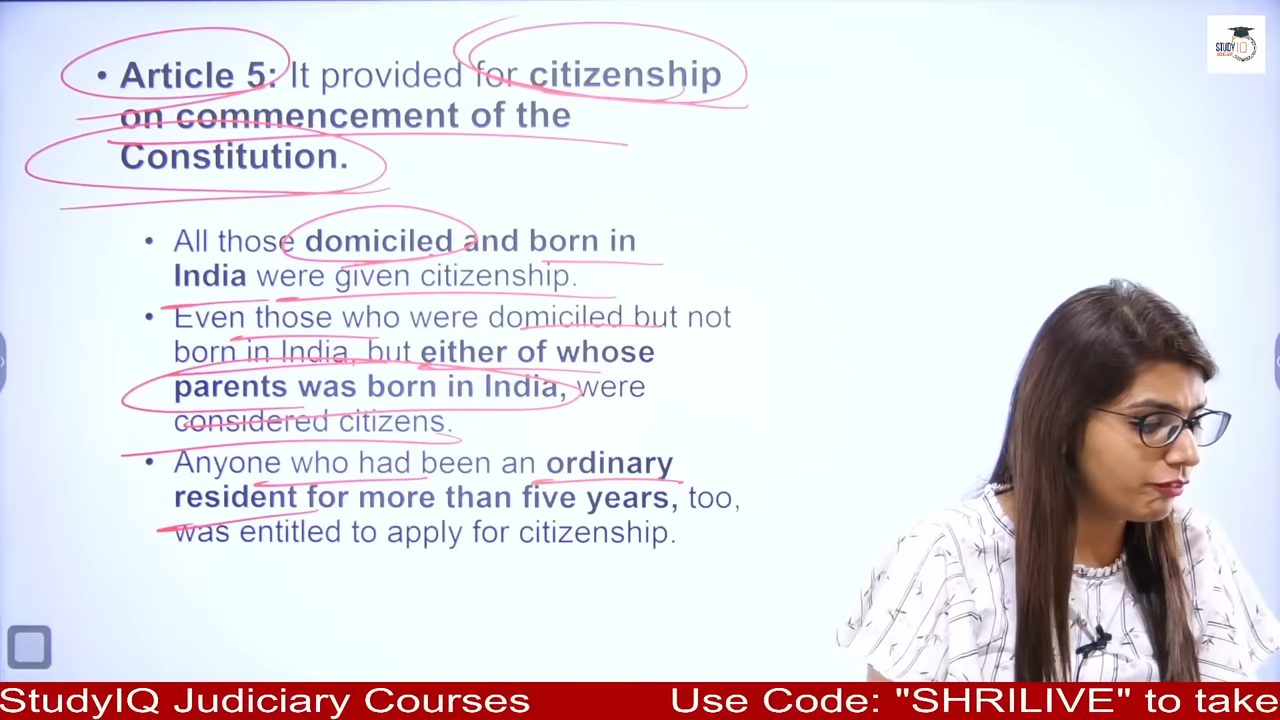 STUDY IQ
• Article 5: It provided for citizenship
on commencement of the
Constitution.
• All those domiciled and born in
India were given citizenship.
• Even those who were domiciled but not
born in India, but either of whose
parents was born in India, were
considered citizens.
• Anyone who had been an ordinary
resident for more than five years, too,
was entitled to apply for citizenship.
StudyIQ Judiciary Courses Use Code: "SHRILIVE" to take